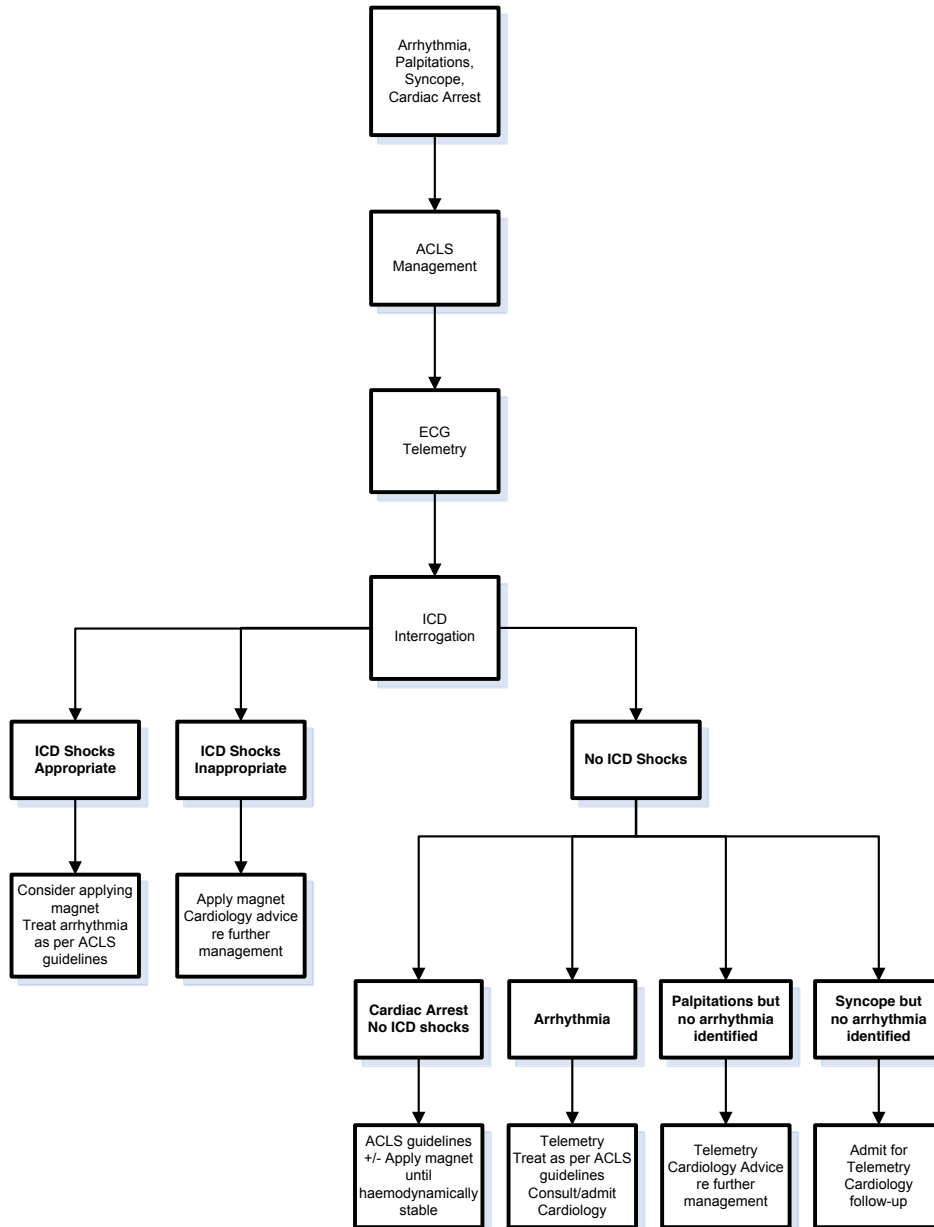 Arrhythmia,
Palpitations,
Syncope,
Cardiac Arrest
ACLS
Management
ECG
Telemetry
ICD
Interrogation
ICD Shocks
Appropriate
ICD Shocks
Inappropriate
No ICD Shocks
Consider applying
magnet
Treat arrhythmia
as per ACLS
guidelines
Apply magnet
Cardiology advice
re further
management
Cardiac Arrest
No ICD shocks
Arrhythmia
Palpitations but
no arrhythmia
identified
Syncope but
no arrhythmia
identified
ACLS guidelines
+/- Apply magnet
until
haemodynamically
stable
Telemetry
Treat as per ACLS
guidelines
Consult/admit
Cardiology
Telemetry
Cardiology Advice
re further
management
Admit for
Telemetry
Cardiology
follow-up